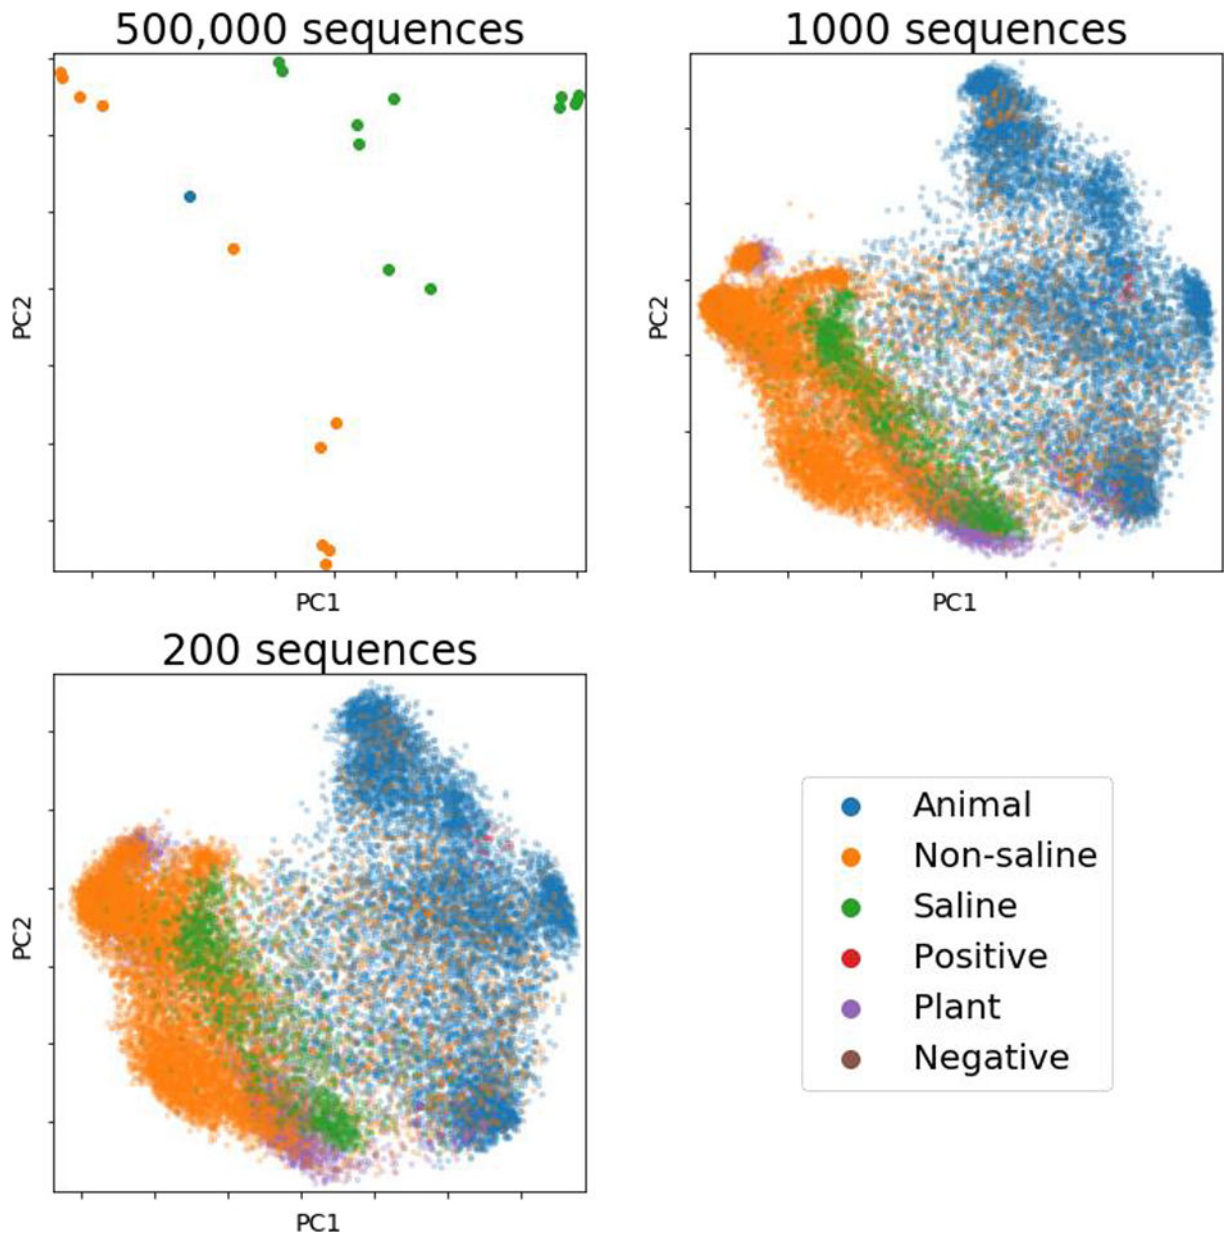 500,000 sequences
1000 sequences
PC2
PC1
PC2
PC1
200 sequences
PC2
PC1
Animal
Non-saline
Saline
Positive
Plant
Negative